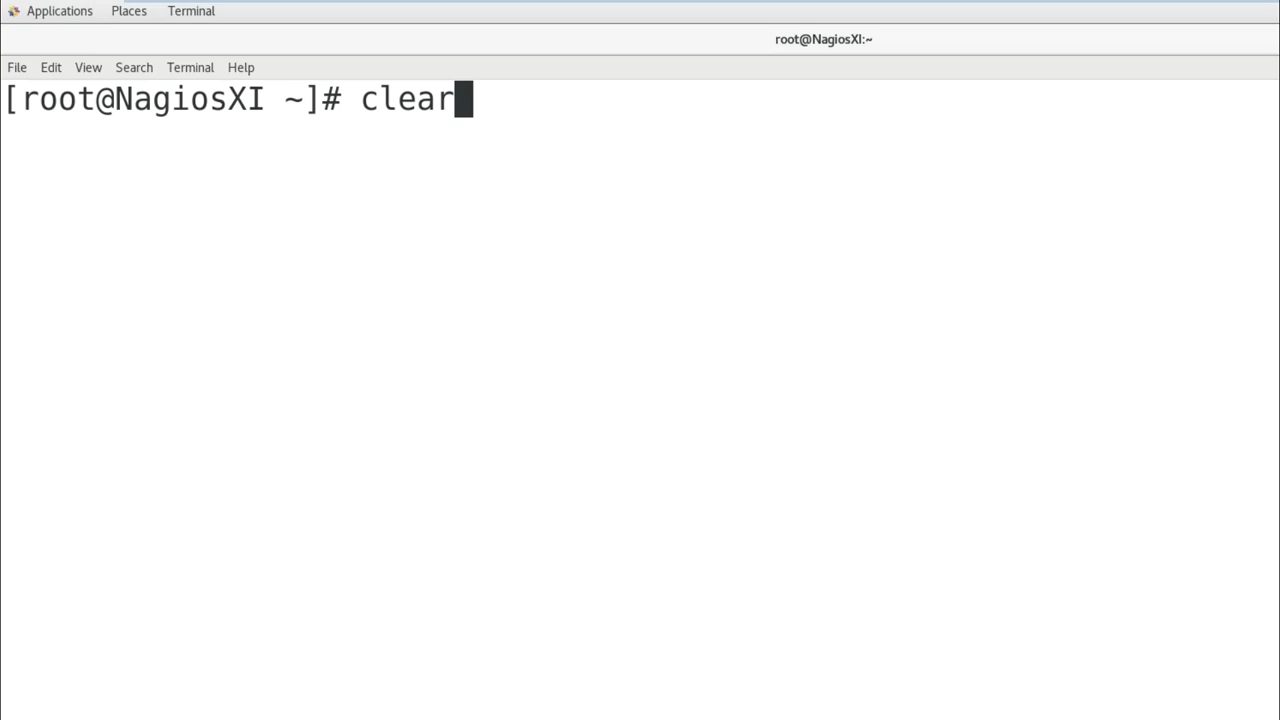 Applications Places Terminal
root@NagiosXI:~
File Edit View Search Terminal Help
[root@NagiosXI ~]# clear